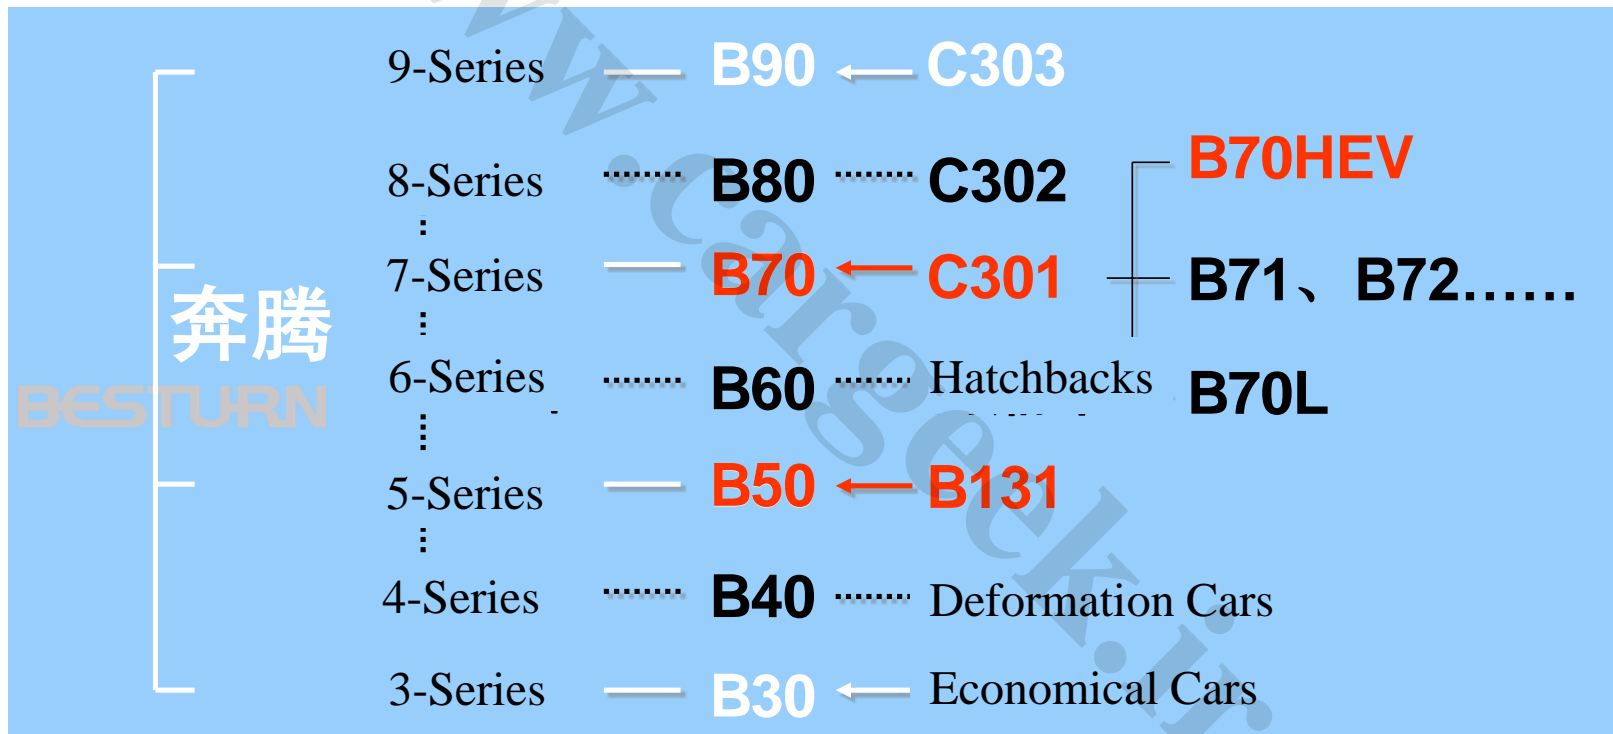 9-Series B90 C303
B70HEV
8-Series B80 C302
7-Series B70 C301
B71、B72......
奔腾
BESTURN
6-Series B60 Hatchbacks
B70L
5-Series B50 B131
4-Series B40 Deformation Cars
3-Series B30 Economical Cars
www.cargeek.ir